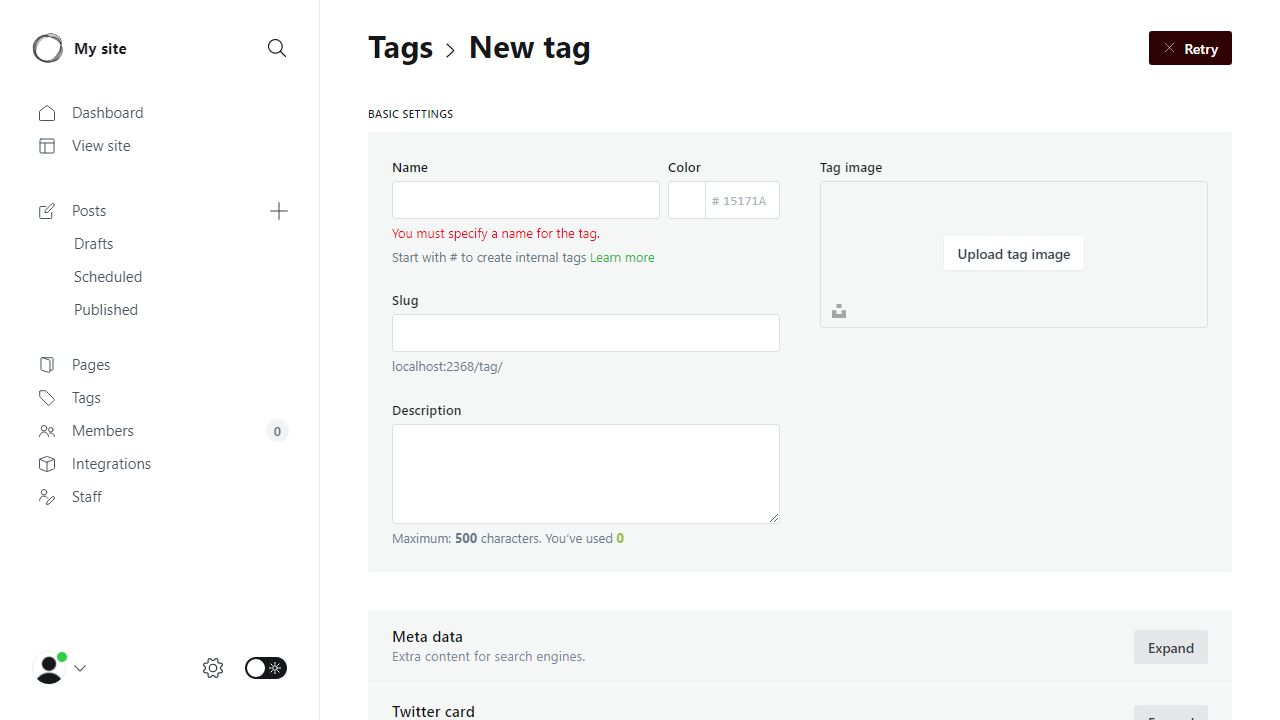 My site
Dashboard
View site
Posts
Drafts
Scheduled
Published
Pages
Tags
Members 0
Integrations
Staff
Tags > New tag
Retry
BASIC SETTINGS
Name
Color
# 15171A
You must specify a name for the tag.
Start with # to create internal tags Learn more
Slug
localhost:2368/tag/
Description
Maximum: 500 characters. You've used 0
Tag image
Upload tag image
Meta data
Extra content for search engines.
Expand
Twitter card
Expand